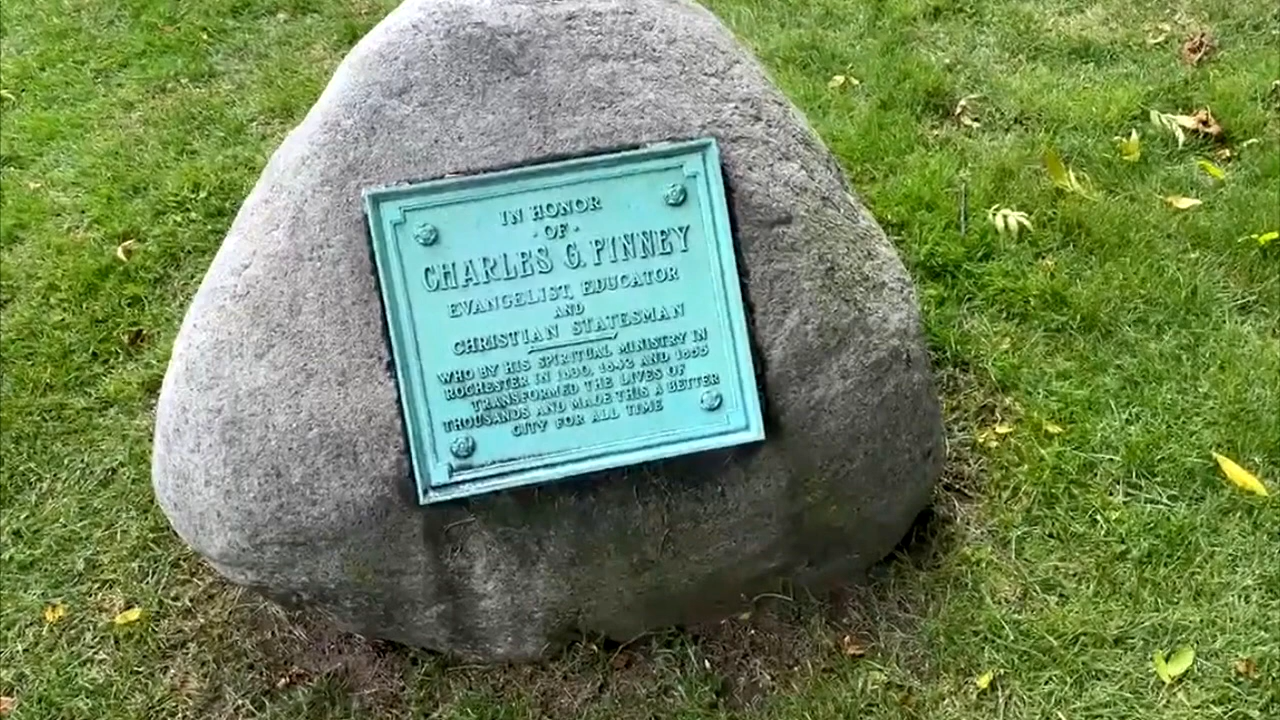 IN HONOR
· OF ·
CHARLES G. PINNEY
EVANGELIST, EDUCATOR
AND
CHRISTIAN STATESMAN
WHO BY HIS SPIRITUAL MINISTRY IN
ROCHESTER IN 1830, 1842 AND 1855
TRANSFORMED THE LIVES OF
THOUSANDS AND MADE THIS A BETTER
CITY FOR ALL TIME